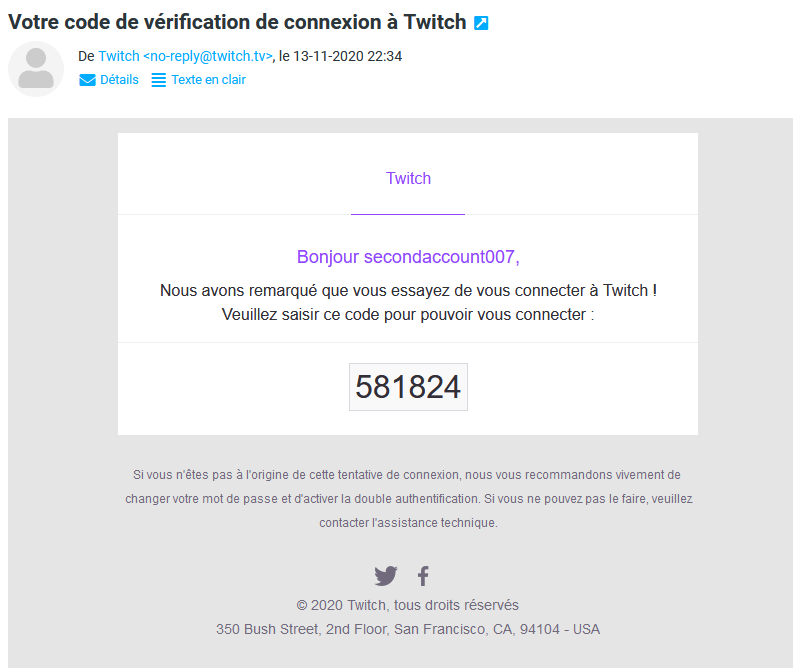 Votre code de vérification de connexion à Twitch
De Twitch <no-reply@twitch.tv>, le 13-11-2020 22:34
Détails Texte en clair
Twitch
Bonjour secondaccount007,
Nous avons remarqué que vous essayez de vous connecter à Twitch !
Veuillez saisir ce code pour pouvoir vous connecter :
581824
Si vous n'êtes pas à l'origine de cette tentative de connexion, nous vous recommandons vivement de
changer votre mot de passe et d'activer la double authentification. Si vous ne pouvez pas le faire, veuillez
contacter l'assistance technique.
© 2020 Twitch, tous droits réservés
350 Bush Street, 2nd Floor, San Francisco, CA, 94104 - USA